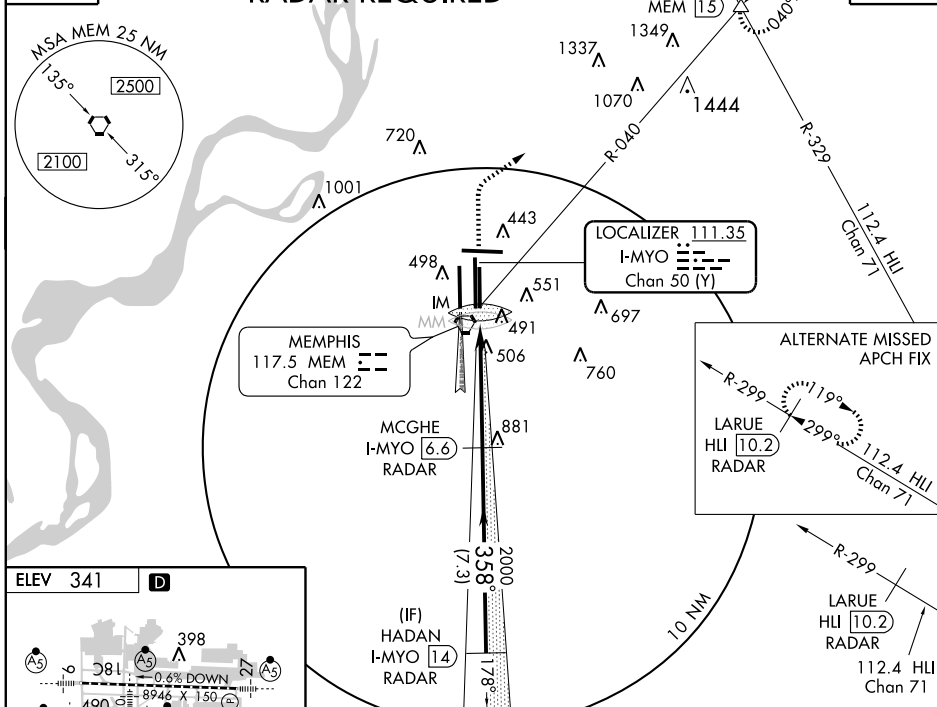 RADAR REQUIRED
MEM 15
040°
MSA MEM 25 NM
135°
2500
2100
315°
1349
1337
1070
1444
720
R-040
R-329
1001
443
LOCALIZER 111.35
I-MYO
Chan 50 (Y)
112.4 HLI
Chan 71
498
551
IM
MM
491
697
MEMPHIS
117.5 MEM
Chan 122
506
760
ALTERNATE MISSED
APCH FIX
R-299
119°
299°
LARUE
HLI 10.2
RADAR
112.4 HLI
Chan 71
MCGHE
I-MYO 6.6
RADAR
881
2000
358°
(7.3)
R-299
LARUE
HLI 10.2
RADAR
112.4 HLI
Chan 71
10 NM
(IF)
HADAN
I-MYO 14
RADAR
178°
ELEV 341 D
398
A5
A5
A5
9
18C
27
0.6% DOWN
8946 X 150
P
490